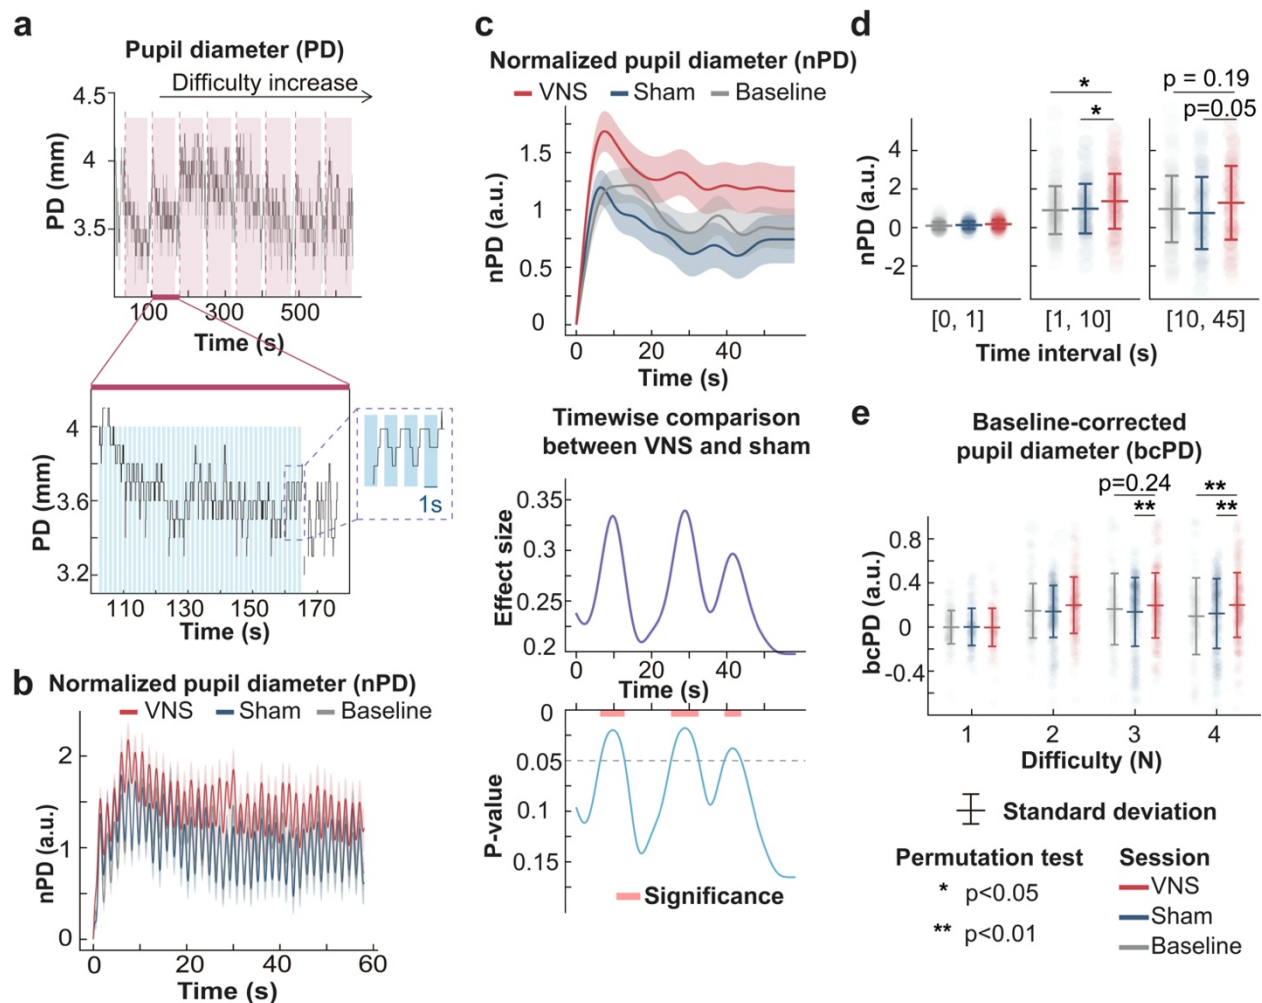 a
Pupil diameter (PD)
Difficulty increase
4.5
4
3.5
PD (mm)
100 300 500
Time (s)
4
3.6
3.2
PD (mm)
1s
110 130 150 170
Time (s)
b
Normalized pupil diameter (nPD)
VNS Sham Baseline
2
1
0
nPD (a.u.)
0 20 40 60
Time (s)
c
Normalized pupil diameter (nPD)
VNS Sham Baseline
1.5
1
0.5
0
nPD (a.u.)
0 20 40
Time (s)
Timewise comparison
between VNS and sham
0.35
0.3
0.25
0.2
Effect size
0 20 40
Time (s)
0
0.05
0.1
0.15
P-value
Significance
d
* p = 0.19
* p=0.05
4
2
0
-2
nPD (a.u.)
[0, 1] [1, 10] [10, 45]
Time interval (s)
e
Baseline-corrected
pupil diameter (bcPD)
p=0.24 **
** **
0.8
0.4
0
-0.4
bcPD (a.u.)
1 2 3 4
Difficulty (N)
Standard deviation
Permutation test
* p<0.05
** p<0.01
Session
VNS
Sham
Baseline